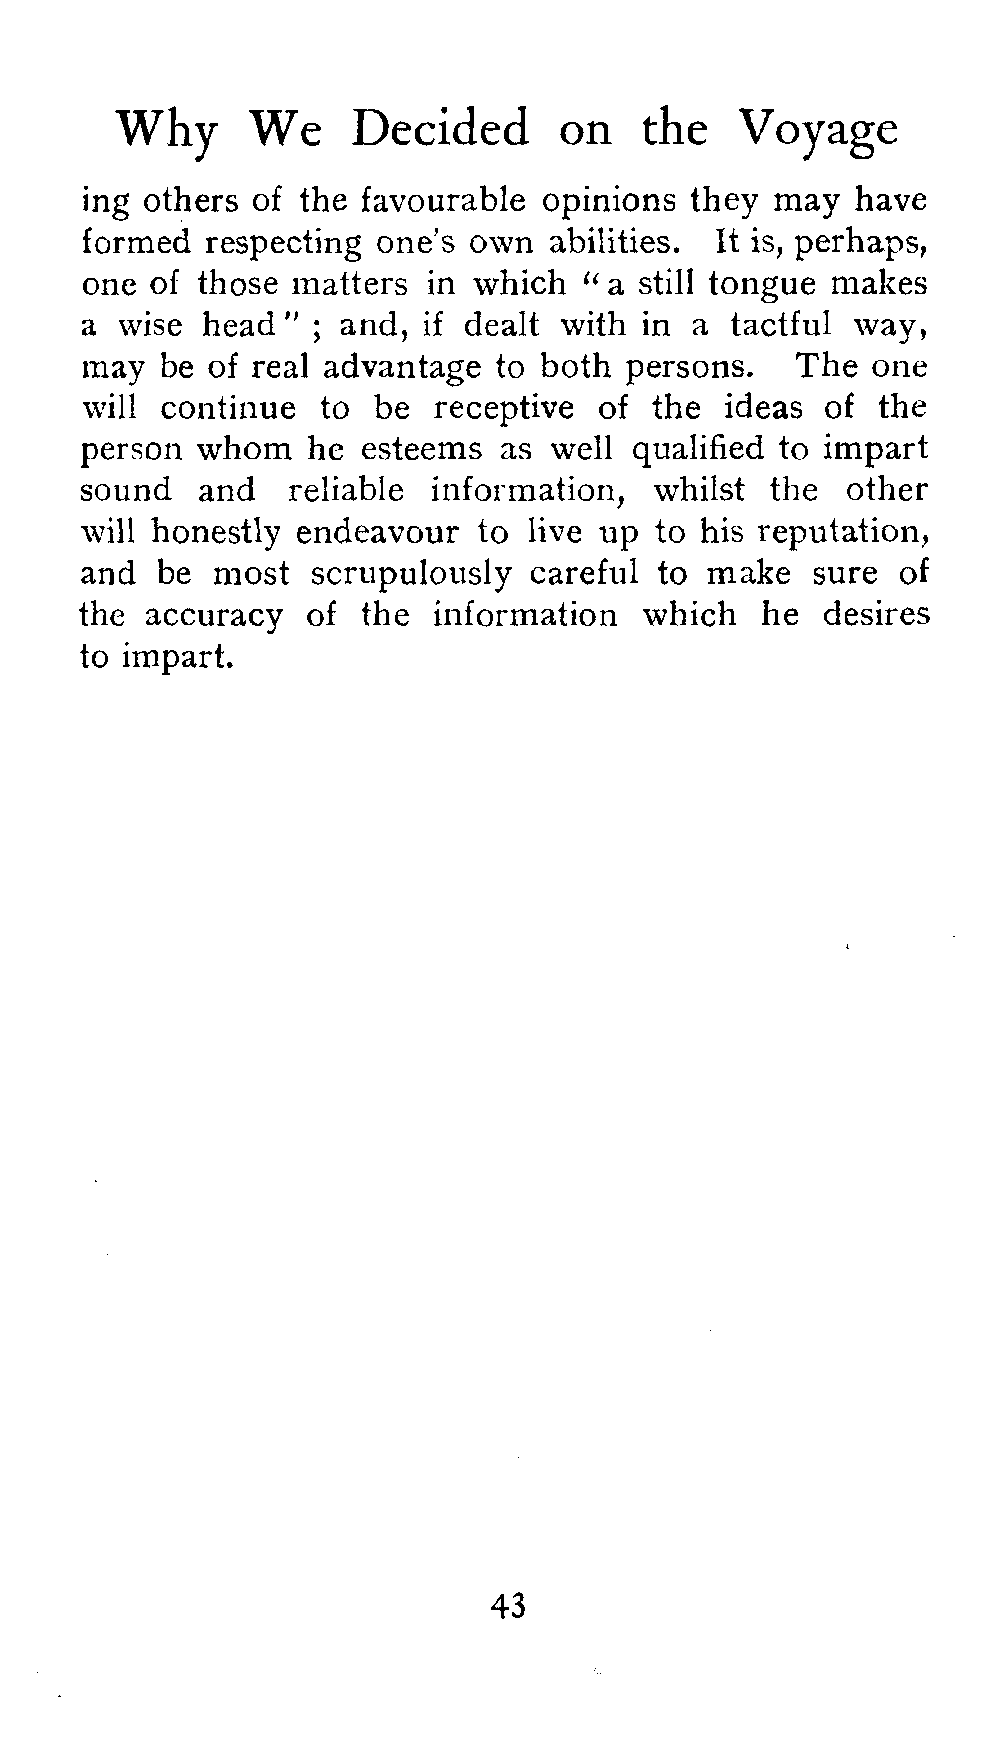 Why We Decided on the Voyage
ing others of the favourable opinions they may have
formed respecting one's own abilities. It is, perhaps,
one of those matters in which "a still tongue makes
a wise head"; and, if dealt with in a tactful way,
may be of real advantage to both persons. The one
will continue to be receptive of the ideas of the
person whom he esteems as well qualified to impart
sound and reliable information, whilst the other
will honestly endeavour to live up to his reputation,
and be most scrupulously careful to make sure of
the accuracy of the information which he desires
to impart.
43